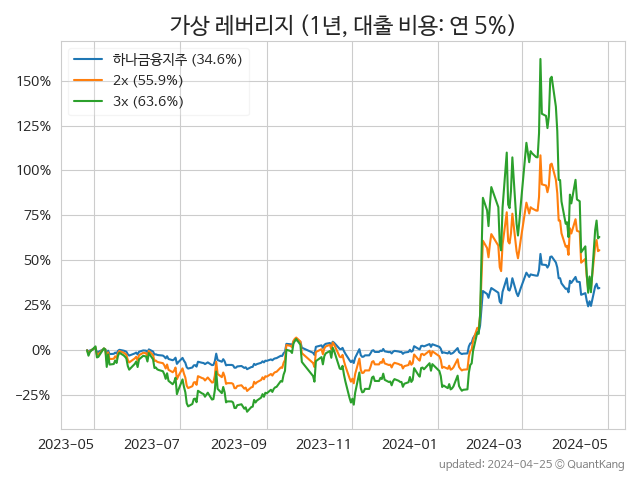 가상 레버리지 (1년, 대출 비용: 연 5%)
하나금융지주 (34.6%)
2x (55.9%)
3x (63.6%)
150%
125%
100%
75%
50%
25%
0%
−25%
2023-05 2023-07 2023-09 2023-11 2024-01 2024-03 2024-05
updated: 2024-04-25 © QuantKang